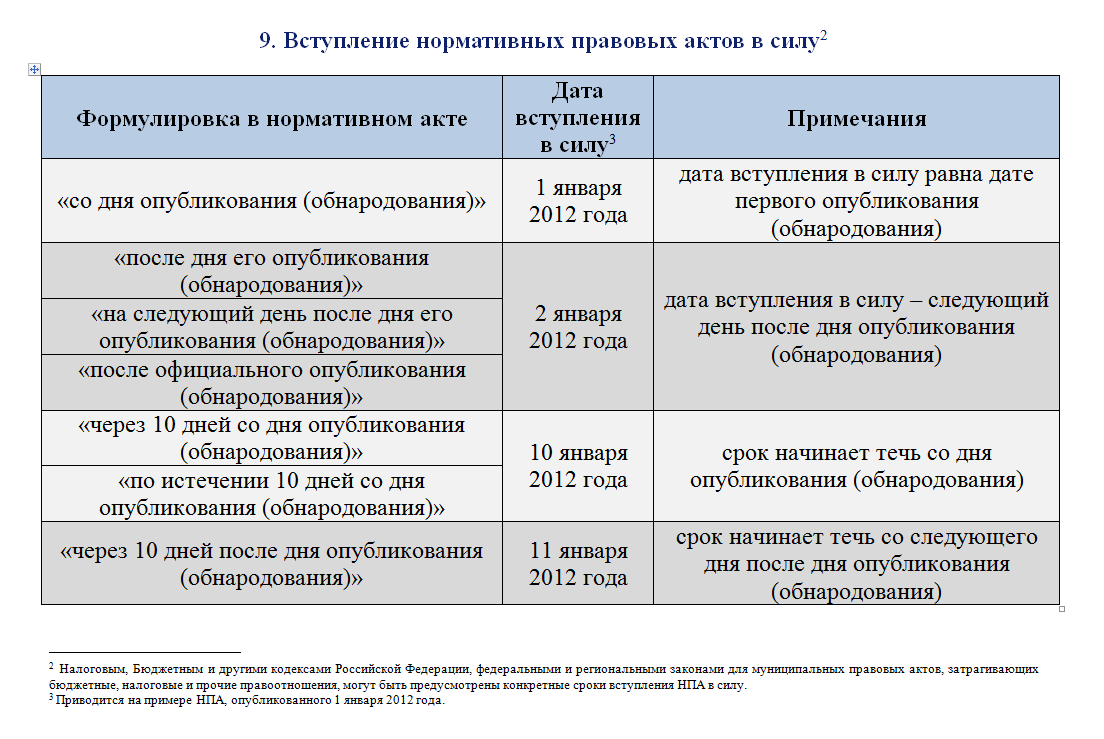 9. Вступление нормативных правовых актов в силу2
Формулировка в нормативном акте
Дата
вступления
в силу3
Примечания
«со дня опубликования (обнародования)»
1 января
2012 года
дата вступления в силу равна дате
первого опубликования
(обнародования)
«после дня его опубликования
(обнародования)»
«на следующий день после дня его
опубликования (обнародования)»
«после официального опубликования
(обнародования)»
2 января
2012 года
дата вступления в силу – следующий
день после дня опубликования
(обнародования)
«через 10 дней со дня опубликования
(обнародования)»
«по истечении 10 дней со дня
опубликования (обнародования)»
10 января
2012 года
срок начинает течь со дня
опубликования (обнародования)
«через 10 дней после дня опубликования
(обнародования)»
11 января
2012 года
срок начинает течь со следующего
дня после дня опубликования
(обнародования)
2 Налоговым, Бюджетным и другими кодексами Российской Федерации, федеральными и региональными законами для муниципальных правовых актов, затрагивающих
бюджетные, налоговые и прочие правоотношения, могут быть предусмотрены конкретные сроки вступления НПА в силу.
3 Приводится на примере НПА, опубликованного 1 января 2012 года.